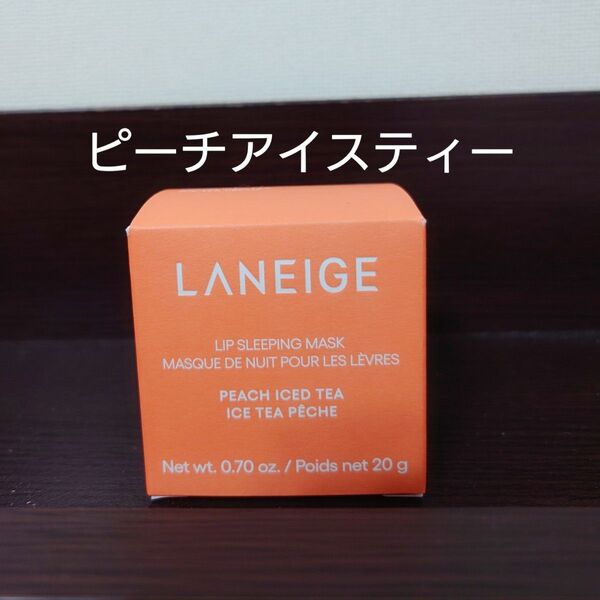 ピーチアイスティー
LANEIGE
LIP SLEEPING MASK
MASQUE DE NUIT POUR LES LÈVRES
PEACH ICED TEA
ICE TEA PÊCHE
Net wt. 0.70 oz. / Poids net 20 g